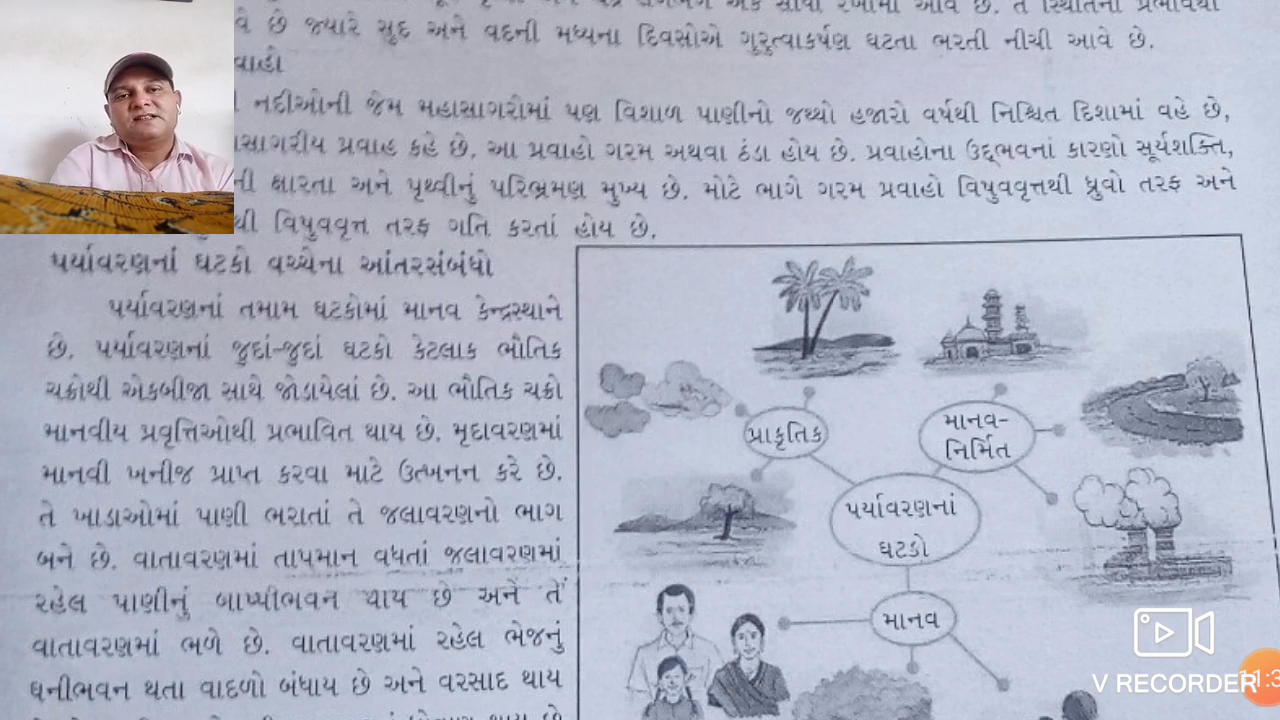 વે છે જ્યારે સુદ અને વદની મધ્યના દિવસોએ ગુરુત્વાકર્ષણ ઘટતા ભરતી નીચી આવે છે.
વાહો
નદીઓની જેમ મહાસાગરોમાં પણ વિશાળ પાણીનો જથ્થો હજારો વર્ષથી નિશ્ચિત દિશામાં વહે છે,
સાગરીય પ્રવાહ કહે છે. આ પ્રવાહો ગરમ અથવા ઠંડા હોય છે. પ્રવાહોના ઉદ્ભવનાં કારણો સૂર્યશક્તિ,
ની ક્ષારતા અને પૃથ્વીનું પરિભ્રમણ મુખ્ય છે. મોટે ભાગે ગરમ પ્રવાહો વિષુવવૃત્તથી ધ્રુવો તરફ અને
થી વિષુવવૃત્ત તરફ ગતિ કરતાં હોય છે.
પર્યાવરણનાં ઘટકો વચ્ચેના આંતરસંબંધો
પર્યાવરણનાં તમામ ઘટકોમાં માનવ કેન્દ્રસ્થાને
છે. પર્યાવરણનાં જુદાં-જુદાં ઘટકો કેટલાક ભૌતિક
ચક્રોથી એકબીજા સાથે જોડાયેલાં છે. આ ભૌતિક ચક્રો
માનવીય પ્રવૃત્તિઓથી પ્રભાવિત થાય છે. મૃદાવરણમાં
માનવી ખનીજ પ્રાપ્ત કરવા માટે ઉત્ખનન કરે છે.
તે ખાડાઓમાં પાણી ભરાતાં તે જલાવરણનો ભાગ
બને છે. વાતાવરણમાં તાપમાન વધતાં જલાવરણમાં
રહેલ પાણીનું બાષ્પીભવન થાય છે અને તે
વાતાવરણમાં ભળે છે. વાતાવરણમાં રહેલ ભેજનું
ઘનીભવન થતા વાદળો બંધાય છે અને વરસાદ થાય
પ્રાકૃતિક
માનવ-
નિર્મિત
પર્યાવરણનાં
ઘટકો
માનવ
V RECORDER
11:3